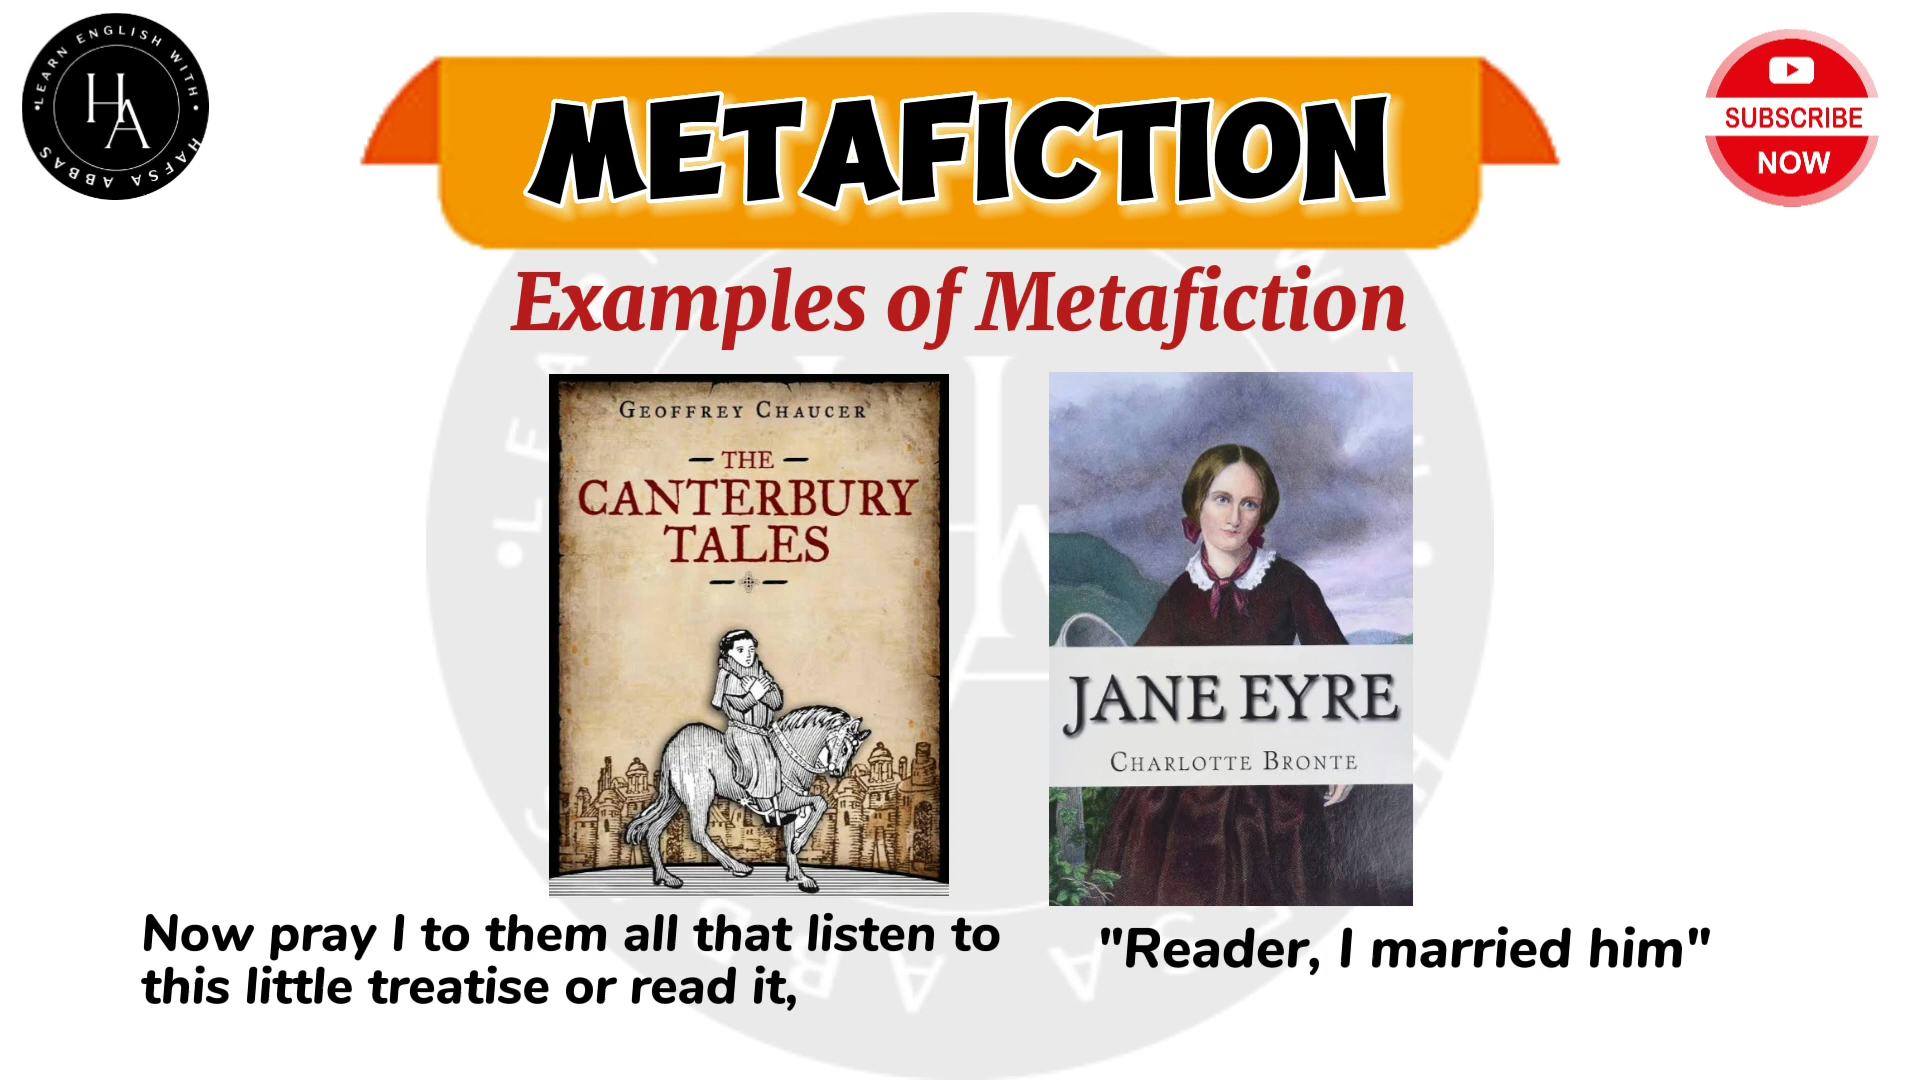 LEARN ENGLISH WITH
HA
HAFSA ABBAS
METAFICTION
SUBSCRIBE
NOW
Examples of Metafiction
GEOFFREY CHAUCER
THE
CANTERBURY
TALES
JANE EYRE
CHARLOTTE BRONTE
Now pray I to them all that listen to
this little treatise or read it,
"Reader, I married him"